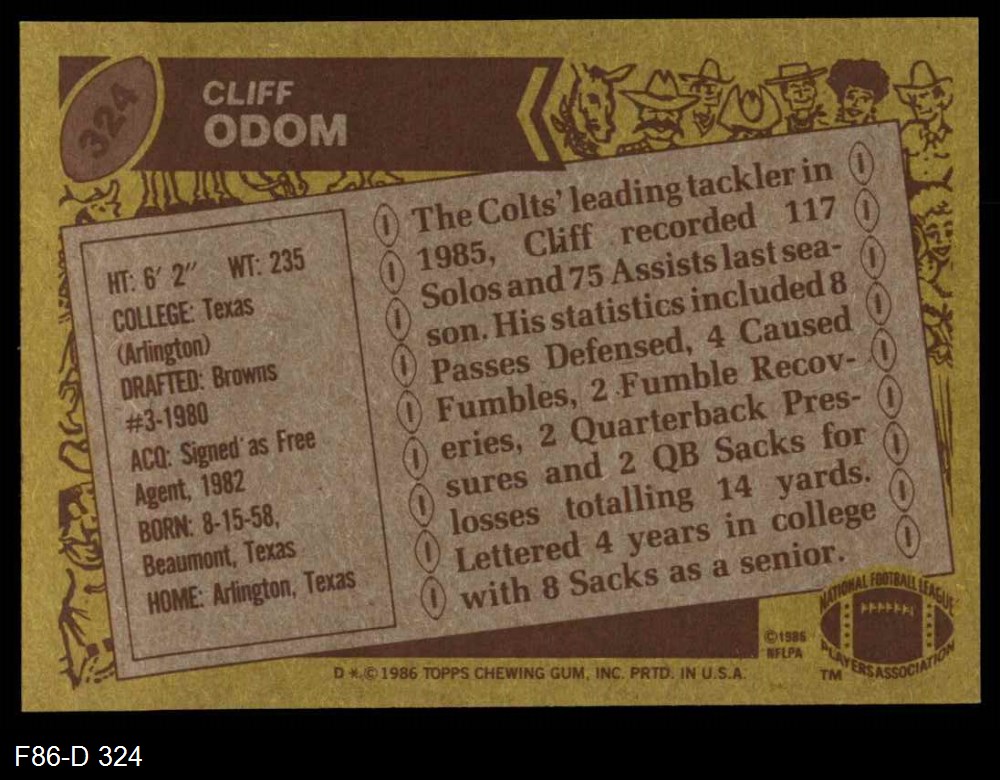 324
CLIFF
ODOM
HT: 6' 2" WT: 235
COLLEGE: Texas
(Arlington)
DRAFTED: Browns
#3-1980
ACQ: Signed as Free
Agent, 1982
BORN: 8-15-58,
Beaumont, Texas
HOME: Arlington, Texas
The Colts' leading tackler in
1985, Cliff recorded 117
Solos and 75 Assists last sea-
son. His statistics included 8
Passes Defensed, 4 Caused
Fumbles, 2 Fumble Recov-
eries, 2 Quarterback Pres-
sures and 2 QB Sacks for
losses totalling 14 yards.
Lettered 4 years in college
with 8 Sacks as a senior.
©1986
NFLPA
NATIONAL FOOTBALL LEAGUE
PLAYERS ASSOCIATION
TM
D*©1986 TOPPS CHEWING GUM, INC. PRTD. IN U.S.A.
F86-D 324